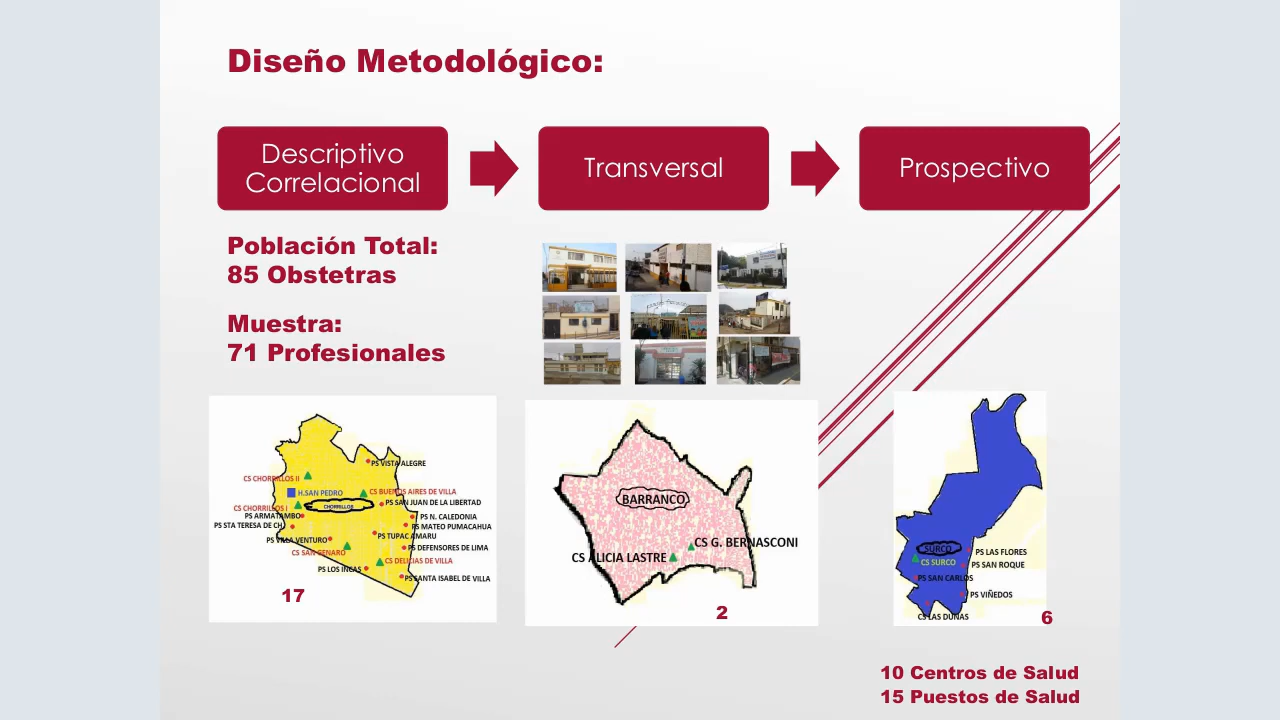 Diseño Metodológico:
Descriptivo
Correlacional
Transversal
Prospectivo
Población Total:
85 Obstetras
Muestra:
71 Profesionales
PS VISTA ALEGRE
CS CHORRILLOS II
H.SAN PEDRO
CS BUENOS AIRES DE VILLA
PS SAN JUAN DE LA LIBERTAD
CS CHORRILLOS I
CHORRILLOS
PS ARMATAMBO
PS N. CALEDONIA
PS STA TERESA DE CH.
PS MATEO PUMACAHUA
PS TUPAC AMARU
PS VILLA VENTURO
PS DEFENSORES DE LIMA
CS SAN GENARO
CS DELICIAS DE VILLA
PS LOS INCAS
PS SANTA ISABEL DE VILLA
17
BARRANCO
CS G. BERNASCONI
CS ALICIA LASTRE
2
SURCO
PS LAS FLORES
CS SURCO
PS SAN ROQUE
PS SAN CARLOS
PS VIÑEDOS
CS LAS DUNAS
6
10 Centros de Salud
15 Puestos de Salud